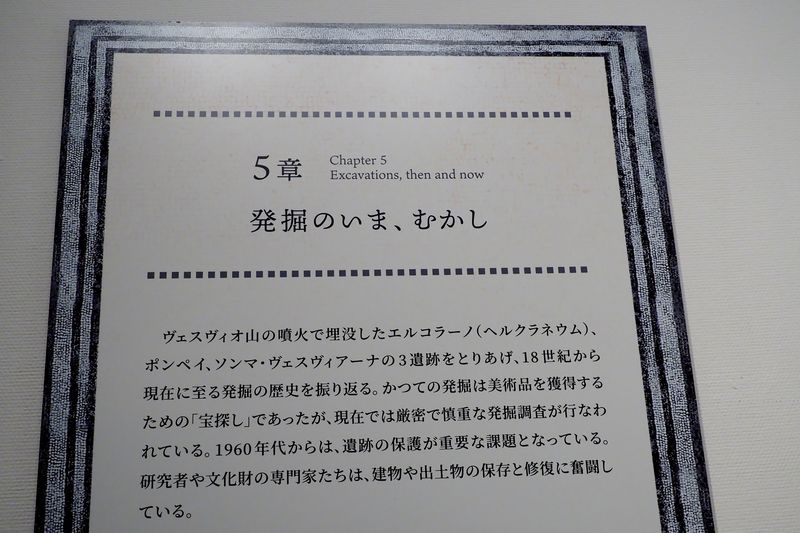 5章
Chapter 5
Excavations, then and now
発掘のいま、むかし
ヴェスヴィオ山の噴火で埋没したエルコラーノ(ヘルクラネウム)、
ポンペイ、ソンマ・ヴェスヴィアーナの3遺跡をとりあげ、18世紀から
現在に至る発掘の歴史を振り返る。かつての発掘は美術品を獲得する
ための「宝探し」であったが、現在では厳密で慎重な発掘調査が行なわ
れている。1960年代からは、遺跡の保護が重要な課題となっている。
研究者や文化財の専門家たちは、建物や出土物の保存と修復に奮闘し
ている。